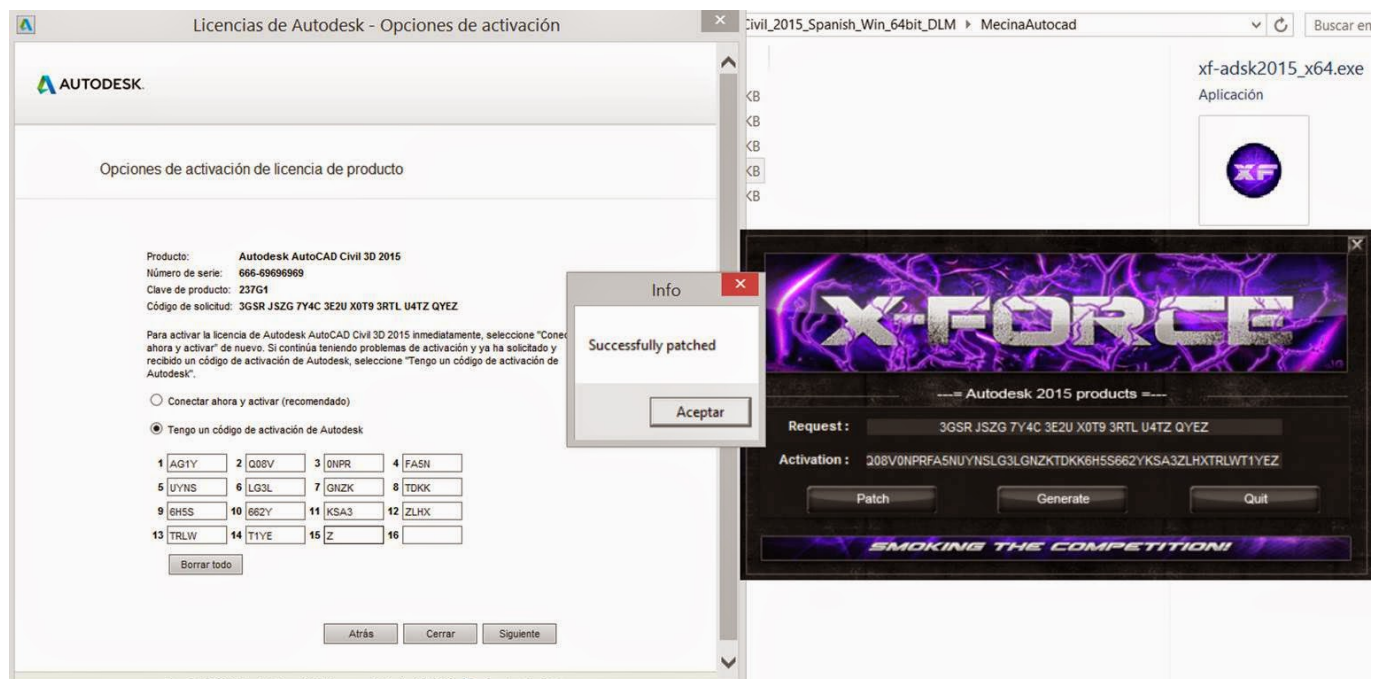 Licencias de Autodesk - Opciones de activación
AUTODESK.
Opciones de activación de licencia de producto
Producto: Autodesk AutoCAD Civil 3D 2015
Número de serie: 666-69696969
Clave de producto: 237G1
Código de solicitud: 3GSR JSZG 7Y4C 3E2U X0T9 3RTL U4TZ QYEZ
Para activar la licencia de Autodesk AutoCAD Civil 3D 2015 inmediatamente, seleccione "Conec
ahora y activar" de nuevo. Si continúa teniendo problemas de activación y ya ha solicitado y
recibido un código de activación de Autodesk, seleccione "Tengo un código de activación de
Autodesk".
Conectar ahora y activar (recomendado)
Tengo un código de activación de Autodesk
1 AG1Y 2 Q08V 3 0NPR 4 FA5N
5 UYNS 6 LG3L 7 GNZK 8 TDKK
9 6H5S 10 662Y 11 KSA3 12 ZLHX
13 TRLW 14 T1YE 15 Z 16
Borrar todo
Atrás Cerrar Siguiente
Info
Successfully patched
Aceptar
Civil_2015_Spanish_Win_64bit_DLM MecinaAutocad
Buscar en
KB
KB
KB
KB
KB
xf-adsk2015_x64.exe
Aplicación
XF
X-FORCE
---= Autodesk 2015 products =---
Request : 3GSR JSZG 7Y4C 3E2U X0T9 3RTL U4TZ QYEZ
Activation : Q08V0NPRFA5NUYNSLG3LGNZKTDKK6H5S662YKSA3ZLHXTRLWT1YEZ
Patch Generate Quit
SMOKING THE COMPETITION!